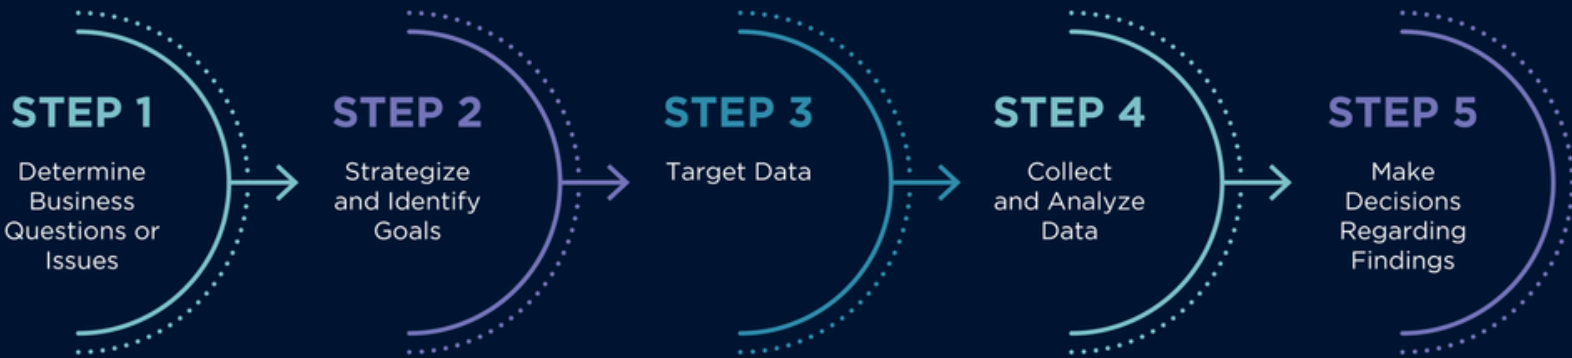 STEP 1
Determine
Business
Questions or
Issues
STEP 2
Strategize
and Identify
Goals
STEP 3
Target Data
STEP 4
Collect
and Analyze
Data
STEP 5
Make
Decisions
Regarding
Findings